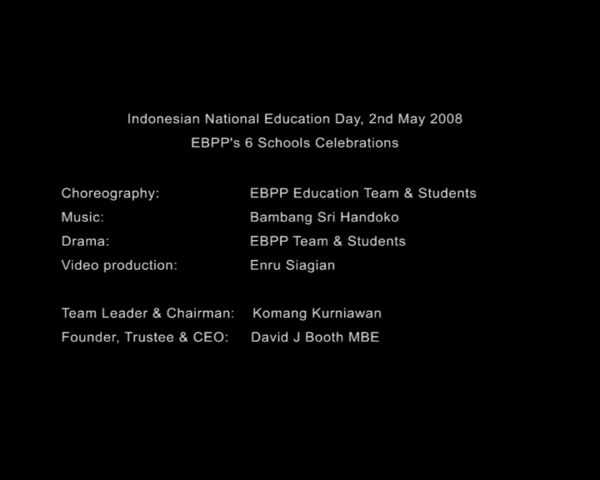 Indonesian National Education Day, 2nd May 2008
EBPP's 6 Schools Celebrations
Choreography: EBPP Education Team & Students
Music: Bambang Sri Handoko
Drama: EBPP Team & Students
Video production: Enru Siagian
Team Leader & Chairman: Komang Kurniawan
Founder, Trustee & CEO: David J Booth MBE